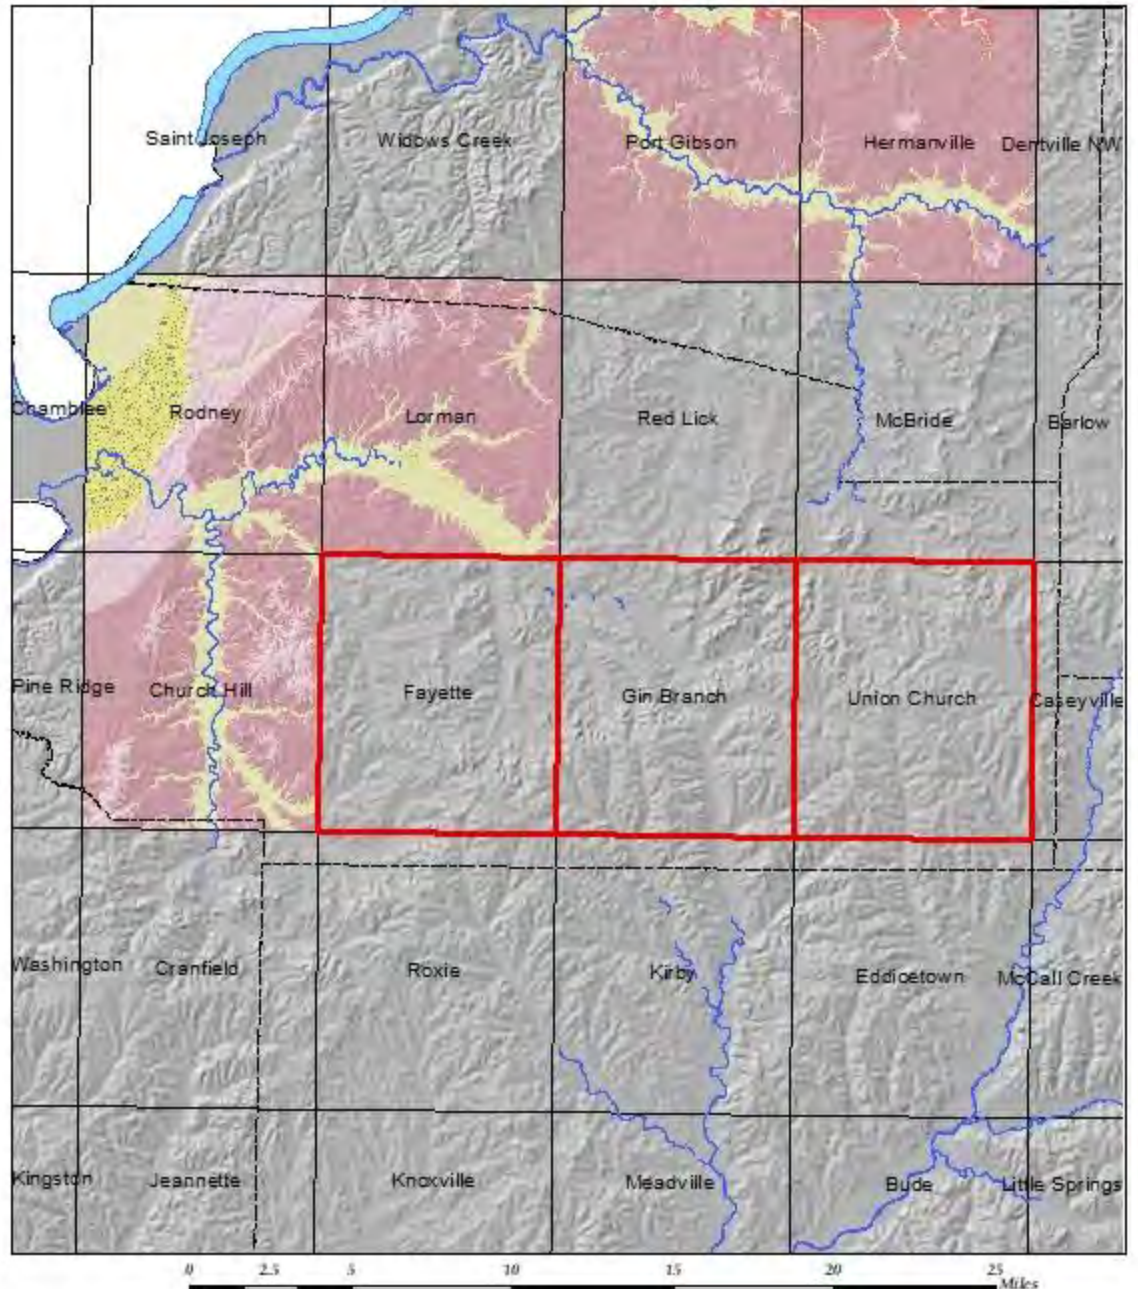 Saint Joseph
Widows Creek
Port Gibson
Hermanville
Dentville NW
Chamblee
Rodney
Lorman
Red Lick
McBride
Barlow
Pine Ridge
Church Hill
Fayette
Gin Branch
Union Church
Caseyville
Washington
Cranfield
Roxie
Kirby
Eddicetown
McCall Creek
Kingston
Jeannette
Knoxville
Meadville
Bude
Little Springs
0 2.5 5 10 15 20 25
Miles